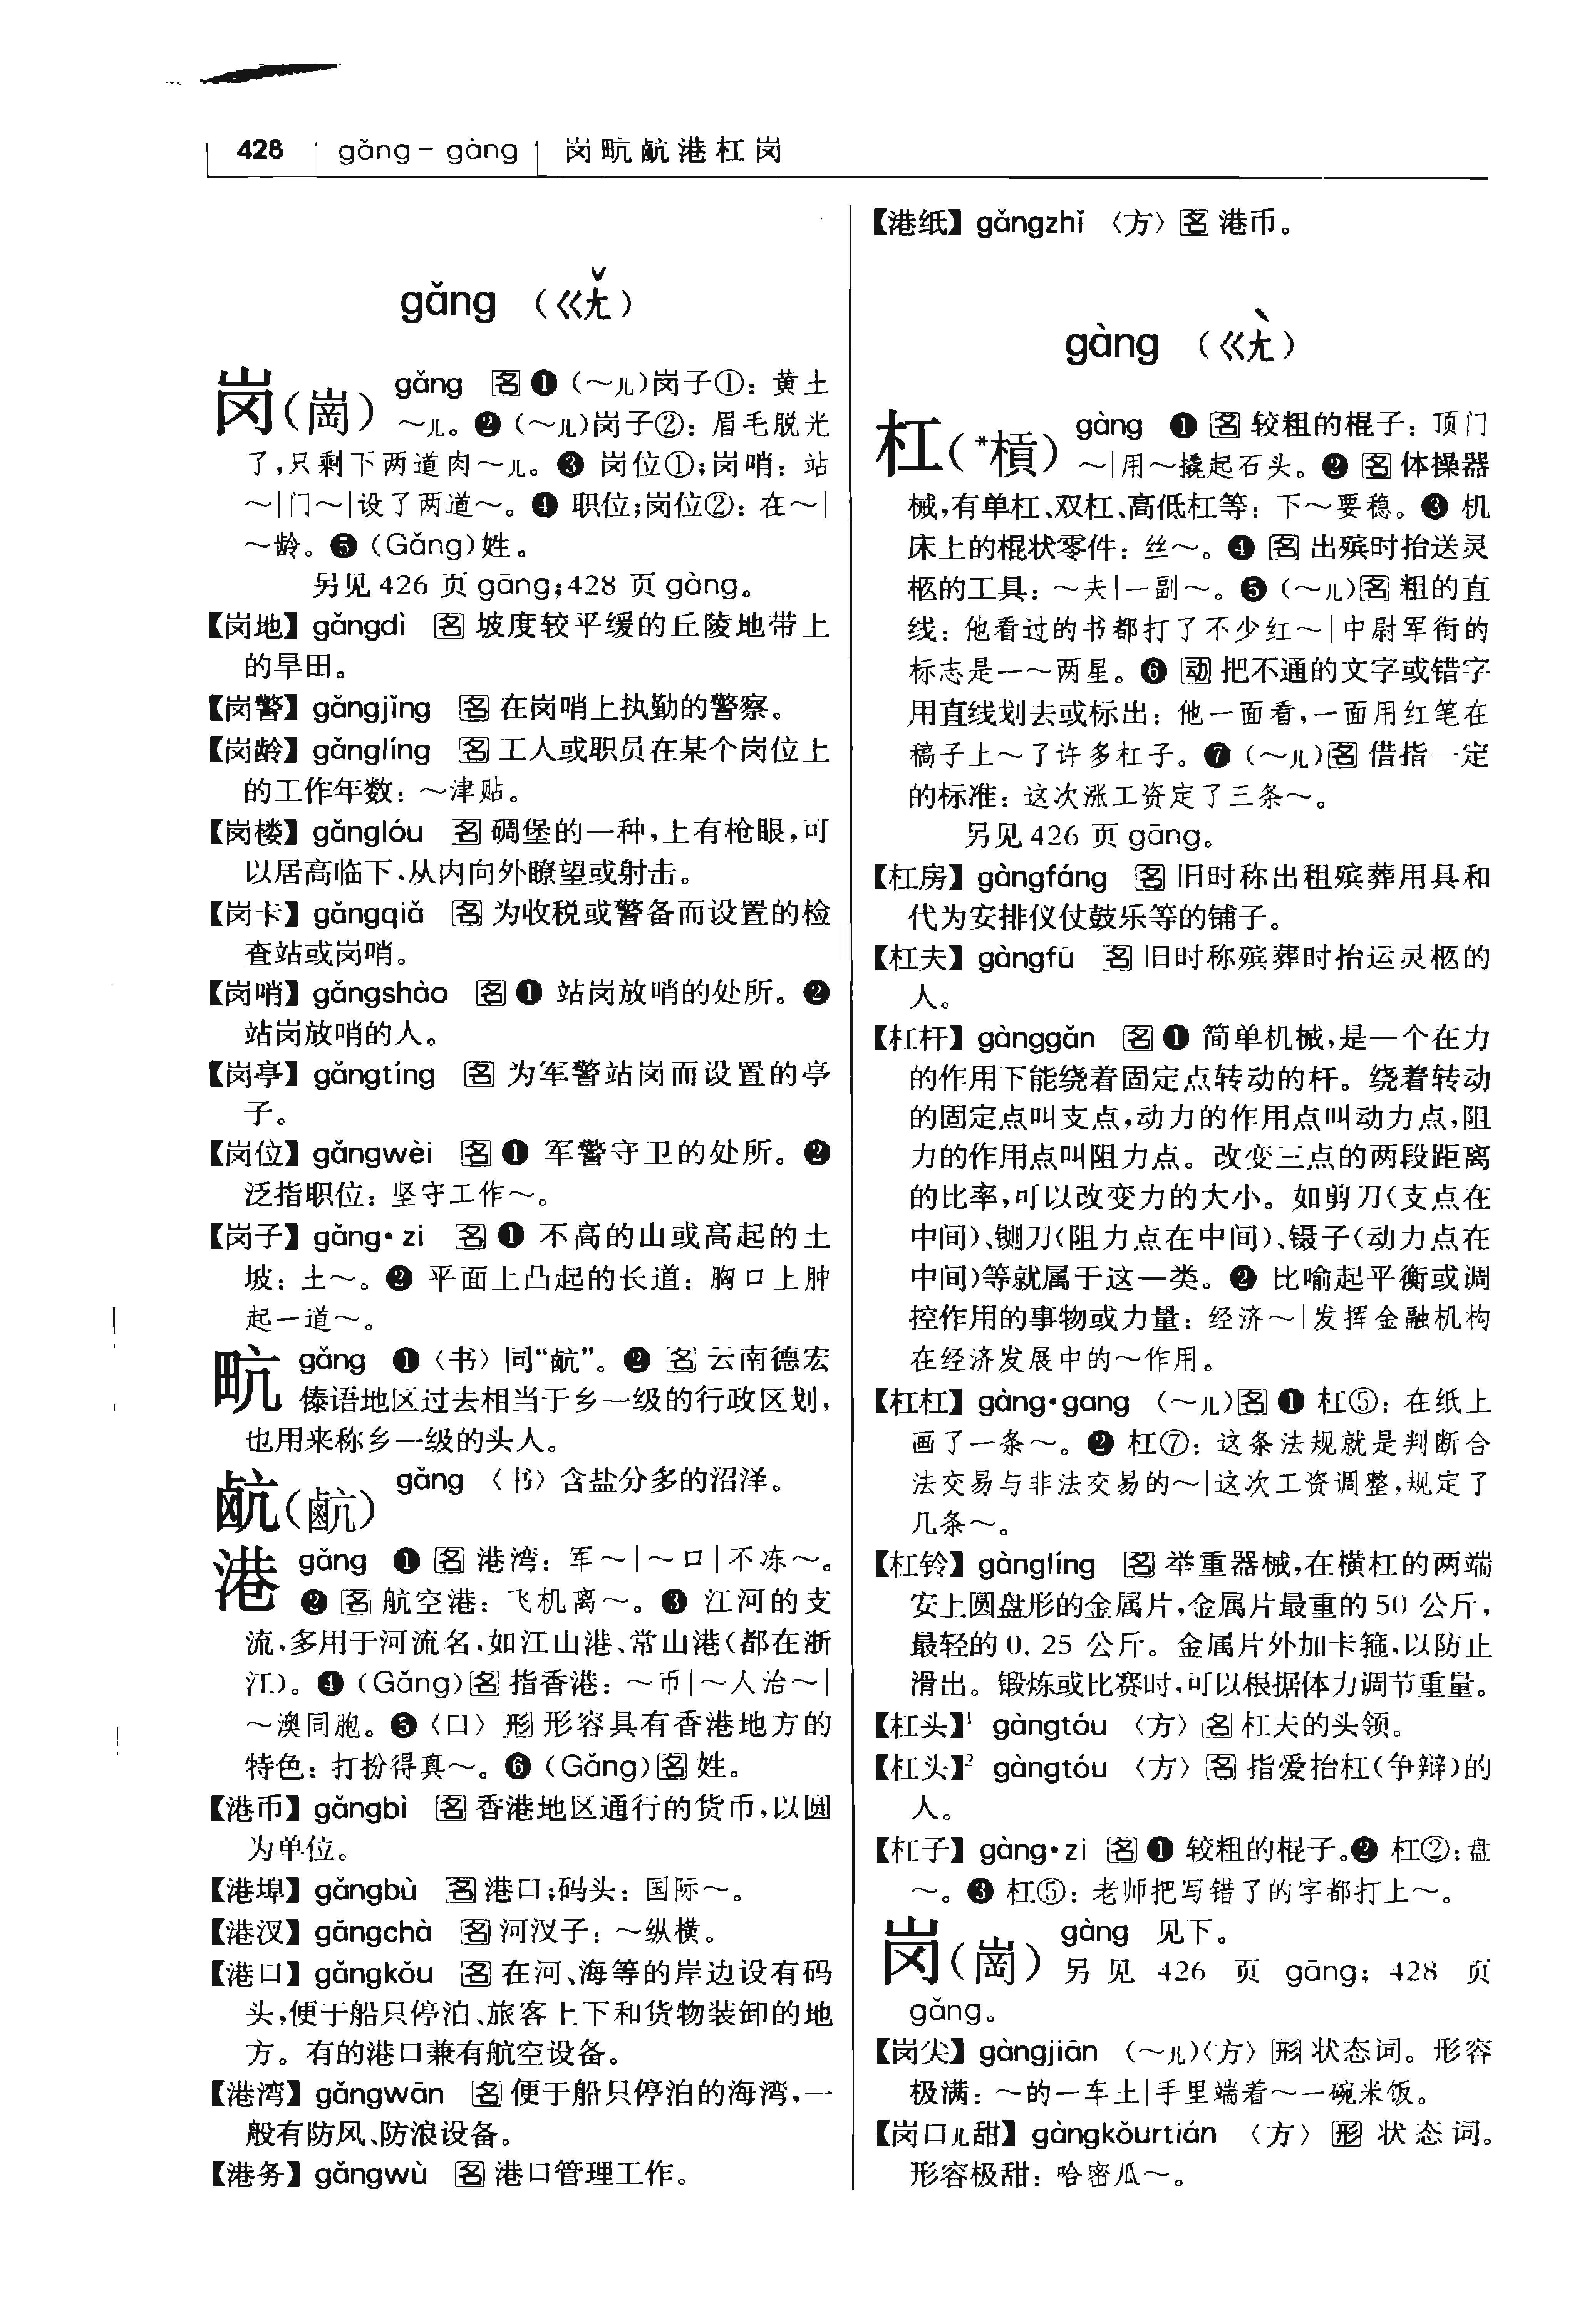 428 gǎng – gàng 岗㽘𪉸港杠岗
gǎng （ㄍㄤˇ）
岗（崗） gǎng 名 ❶（～儿）岗子①：黄土
～儿。❷（～儿）岗子②：眉毛脱光
了，只剩下两道肉～儿。❸ 岗位①；岗哨：站
～|门～|设了两道～。❹ 职位；岗位②：在～|
～龄。❺（Gǎng）姓。
另见 426 页 gāng；428 页 gàng。
【岗地】gǎngdì 名 坡度较平缓的丘陵地带上
的旱田。
【岗警】gǎngjǐng 名 在岗哨上执勤的警察。
【岗龄】gǎnglíng 名 工人或职员在某个岗位上
的工作年数：～津贴。
【岗楼】gǎnglóu 名 碉堡的一种，上有枪眼，可
以居高临下，从内向外瞭望或射击。
【岗卡】gǎngqiǎ 名 为收税或警备而设置的检
查站或岗哨。
【岗哨】gǎngshào 名 ❶ 站岗放哨的处所。❷
站岗放哨的人。
【岗亭】gǎngtíng 名 为军警站岗而设置的亭
子。
【岗位】gǎngwèi 名 ❶ 军警守卫的处所。❷
泛指职位：坚守工作～。
【岗子】gǎng·zi 名 ❶ 不高的山或高起的土
坡：土～。❷ 平面上凸起的长道：胸口上肿
起一道～。
㽘 gǎng ❶〈书〉同“𪉸”。❷ 名 云南德宏
傣语地区过去相当于乡一级的行政区划，
也用来称乡一级的头人。
𪉸 gǎng 〈书〉含盐分多的沼泽。
港 gǎng ❶ 名 港湾：军～|～口|不冻～。
❷ 名 航空港：飞机离～。❸ 江河的支
流，多用于河流名，如江山港、常山港（都在浙
江）。❹（Gǎng）名 指香港：～币|～人治～|
～澳同胞。❺〈口〉形 形容具有香港地方的
特色：打扮得真～。❻（Gǎng）名 姓。
【港币】gǎngbì 名 香港地区通行的货币，以圆
为单位。
【港埠】gǎngbù 名 港口；码头：国际～。
【港汊】gǎngchà 名 河汊子：～纵横。
【港口】gǎngkǒu 名 在河、海等的岸边设有码
头，便于船只停泊、旅客上下和货物装卸的地
方。有的港口兼有航空设备。
【港湾】gǎngwān 名 便于船只停泊的海湾，一
般有防风、防浪设备。
【港务】gǎngwù 名 港口管理工作。
【港纸】gǎngzhǐ 〈方〉名 港币。
gàng （ㄍㄤˋ）
杠（*槓） gàng ❶ 名 较粗的棍子：顶门
～|用～撬起石头。❷ 名 体操器
械，有单杠、双杠、高低杠等：下～要稳。❸ 机
床上的棍状零件：丝～。❹ 名 出殡时抬送灵
柩的工具：～夫|一副～。❺（～儿）名 粗的直
线：他看过的书都打了不少红～|中尉军衔的
标志是一～两星。❻ 动 把不通的文字或错字
用直线划去或标出：他一面看，一面用红笔在
稿子上～了许多杠子。❼（～儿）名 借指一定
的标准：这次涨工资定了三条～。
另见 426 页 gāng。
【杠房】gàngfáng 名 旧时称出租殡葬用具和
代为安排仪仗鼓乐等的铺子。
【杠夫】gàngfū 名 旧时称殡葬时抬运灵柩的
人。
【杠杆】gànggǎn 名 ❶ 简单机械，是一个在力
的作用下能绕着固定点转动的杆。绕着转动
的固定点叫支点，动力的作用点叫动力点，阻
力的作用点叫阻力点。改变三点的两段距离
的比率，可以改变力的大小。如剪刀（支点在
中间）、铡刀（阻力点在中间）、镊子（动力点在
中间）等就属于这一类。❷ 比喻起平衡或调
控作用的事物或力量：经济～|发挥金融机构
在经济发展中的～作用。
【杠杠】gàng·gang （～儿）名 ❶ 杠⑤：在纸上
画了一条～。❷ 杠⑦：这条法规就是判断合
法交易与非法交易的～|这次工资调整，规定了
几条～。
【杠铃】gànglíng 名 举重器械，在横杠的两端
安上圆盘形的金属片，金属片最重的 50 公斤，
最轻的 0.25 公斤。金属片外加卡箍，以防止
滑出。锻炼或比赛时，可以根据体力调节重量。
【杠头】¹ gàngtóu 〈方〉名 杠夫的头领。
【杠头】² gàngtóu 〈方〉名 指爱抬杠（争辩）的
人。
【杠子】gàng·zi 名 ❶ 较粗的棍子。❷ 杠②：盘
～。❸ 杠⑤：老师把写错了的字都打上～。
岗（崗） gàng 见下。
另见 426 页 gāng；428 页
gǎng。
【岗尖】gàngjiān （～儿）〈方〉形 状态词。形容
极满：～的一车土|手里端着～一碗米饭。
【岗口儿甜】gàngkǒurtián 〈方〉形 状态词。
形容极甜：哈密瓜～。